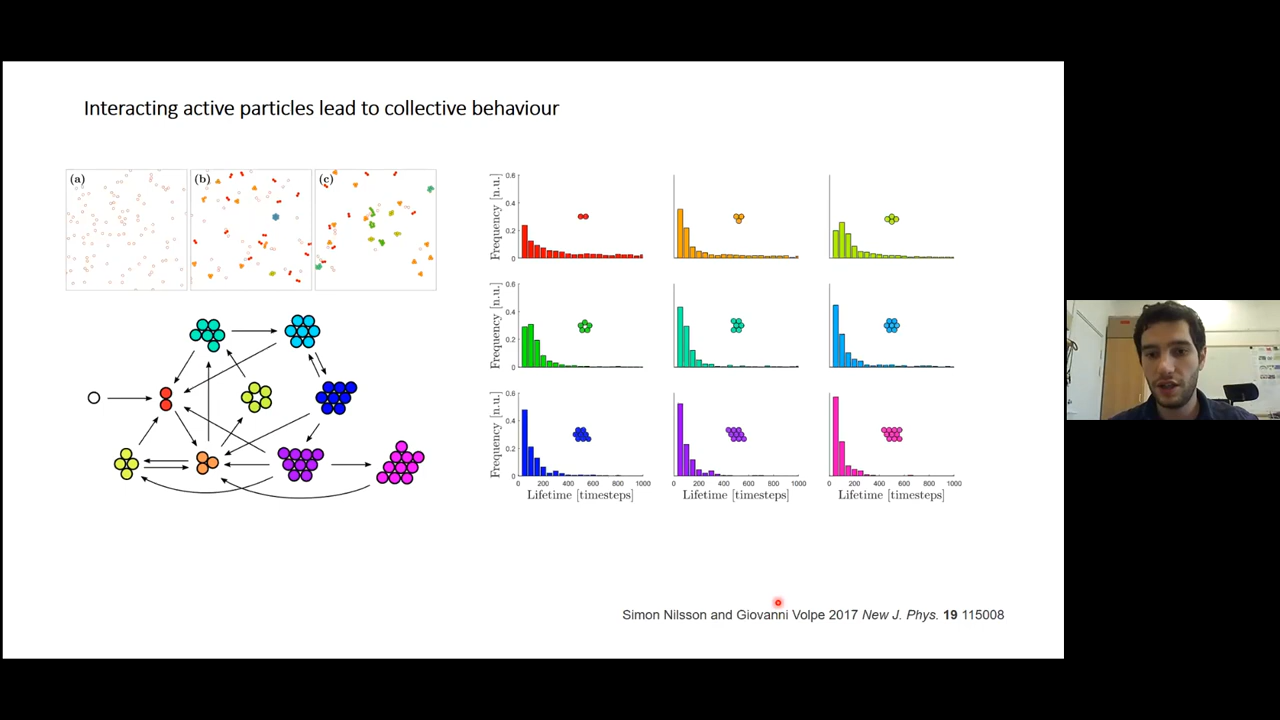 Interacting active particles lead to collective behaviour
(a) (b) (c)
Frequency [n.u.]
0.6
0.4
0.2
0
Frequency [n.u.]
0.6
0.4
0.2
0
Frequency [n.u.]
0.6
0.4
0.2
0
0 200 400 600 800 1000
0 200 400 600 800 1000
0 200 400 600 800 1000
Lifetime [timesteps] Lifetime [timesteps] Lifetime [timesteps]
Simon Nilsson and Giovanni Volpe 2017 New J. Phys. 19 115008